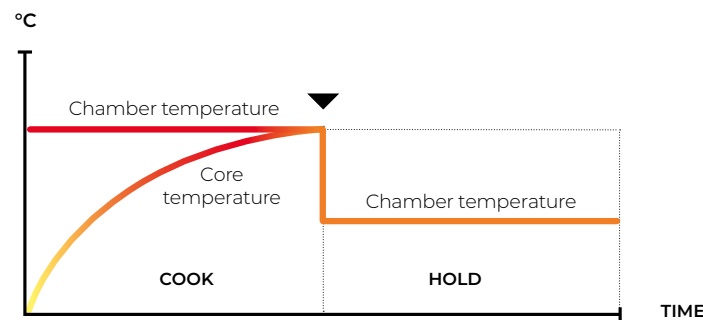 °C
Chamber temperature
Core
temperature
Chamber temperature
COOK
HOLD
TIME